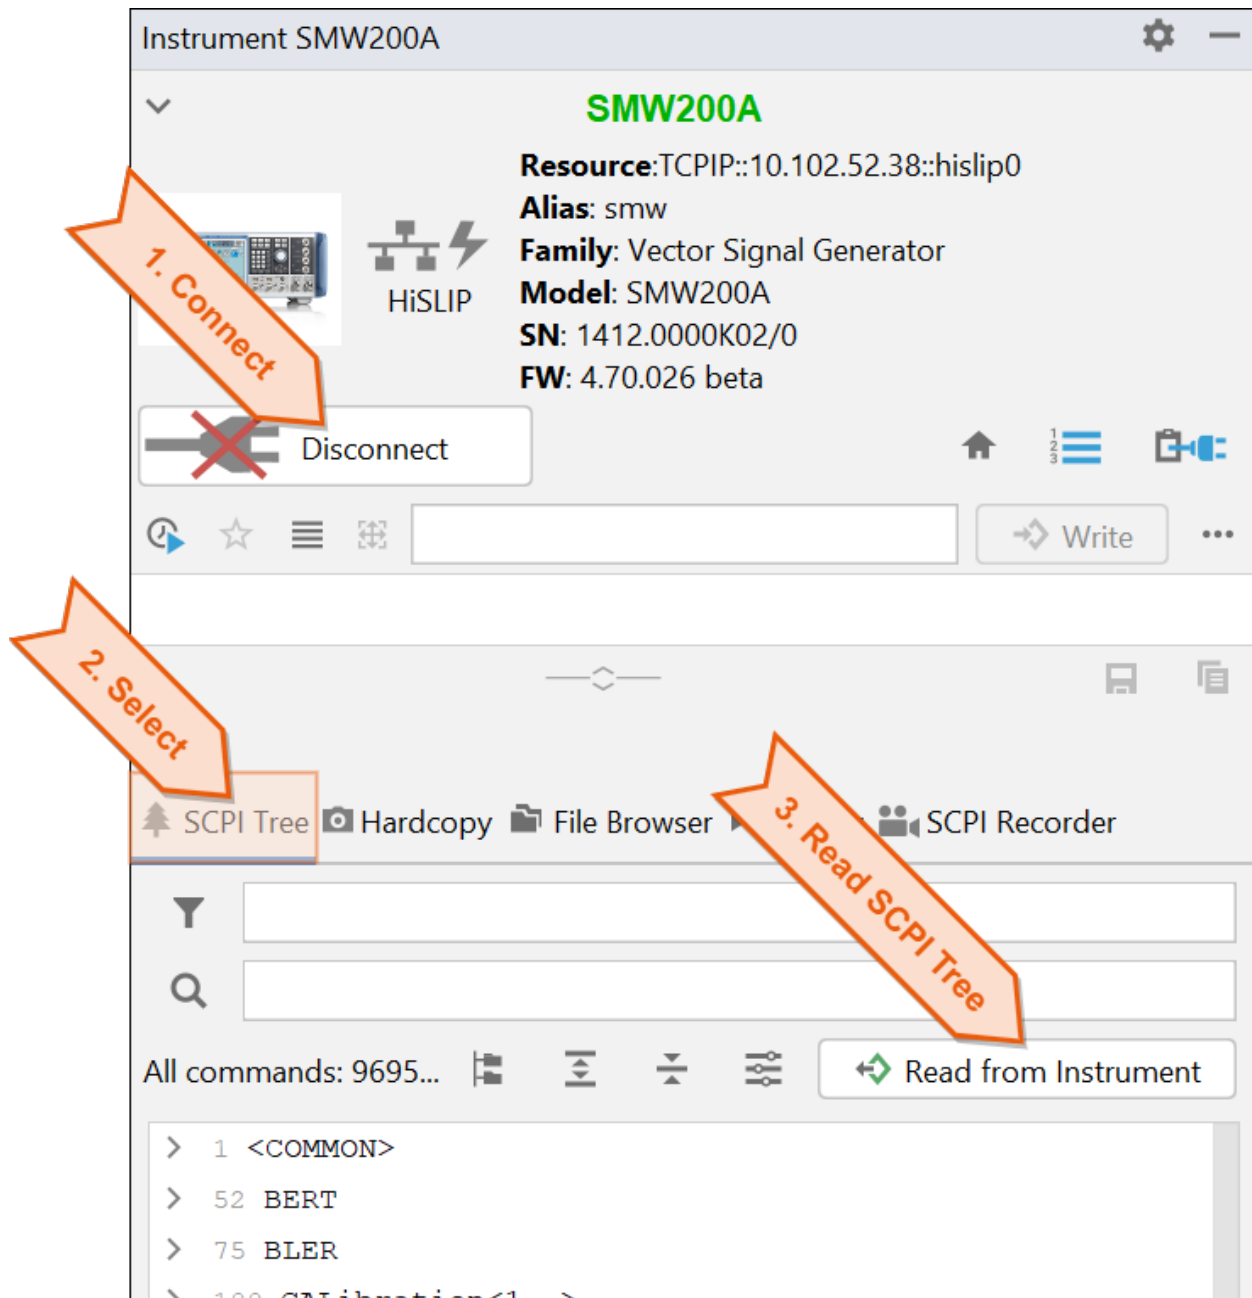 Instrument SMW200A
SMW200A
Resource:TCPIP::10.102.52.38::hislip0
Alias: smw
Family: Vector Signal Generator
Model: SMW200A
SN: 1412.0000K02/0
FW: 4.70.026 beta
HiSLIP
1. Connect
Disconnect
1
2
3
Write
2. Select
3. Read SCPI Tree
SCPI Tree Hardcopy File Browser SCPI Recorder
All commands: 9695... Read from Instrument
1 <COMMON>
52 BERT
75 BLER